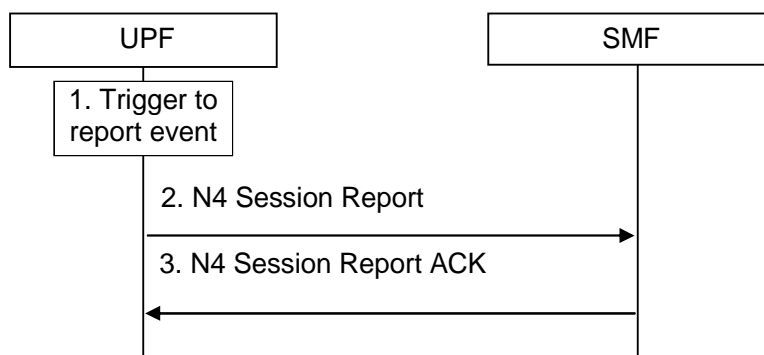 UPF
SMF
1. Trigger to
report event
2. N4 Session Report
3. N4 Session Report ACK